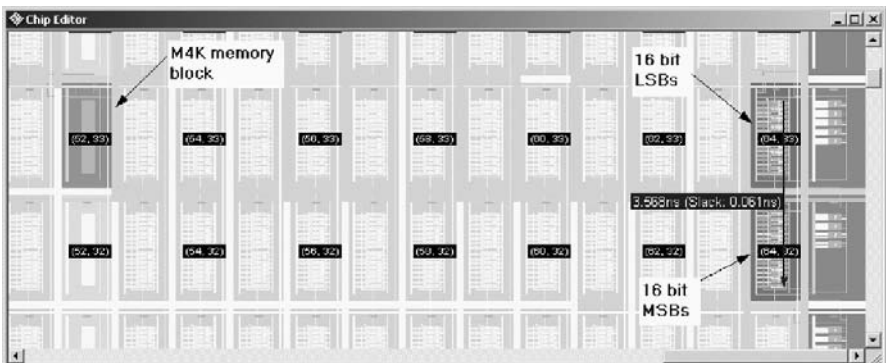 Chip Editor
M4K memory
block
16 bit
LSBs
(52, 33)
(54, 33)
(56, 33)
(58, 33)
(60, 33)
(62, 33)
(64, 33)
3.568ns (Slack: 0.061ns)
(52, 32)
(54, 32)
(56, 32)
(58, 32)
(60, 32)
(62, 32)
(64, 32)
16 bit
MSBs